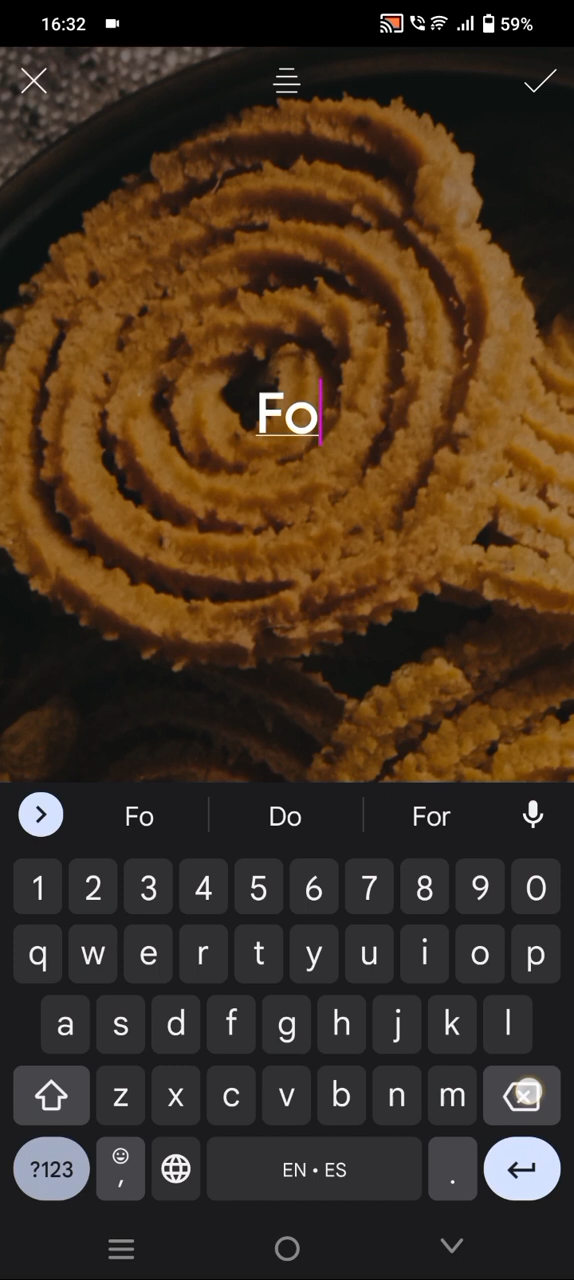 16:32
59%
Fo
Fo Do For
1 2 3 4 5 6 7 8 9 0
q w e r t y u i o p
a s d f g h j k l
z x c v b n m
?123 , EN • ES .